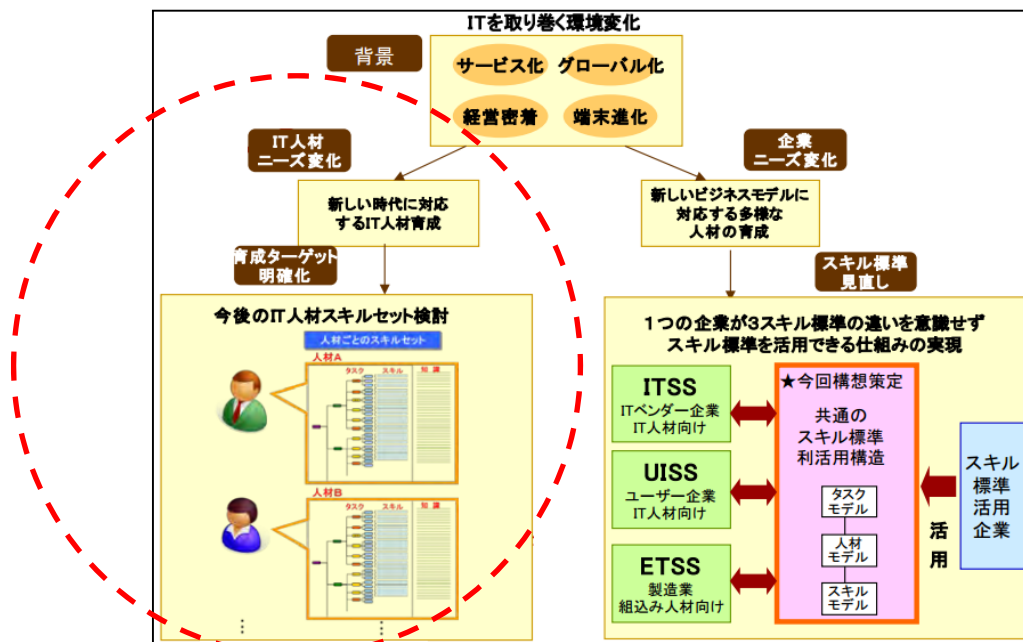 ITを取り巻く環境変化
背景
サービス化 グローバル化
経営密着 端末進化
IT人材
ニーズ変化
企業
ニーズ変化
新しい時代に対応
するIT人材育成
新しいビジネスモデルに
対応する多様な
人材の育成
育成ターゲット
明確化
スキル標準
見直し
今後のIT人材スキルセット検討
人材ごとのスキルセット
人材A
タスク スキル 知識
人材B
タスク スキル 知識
⋮ ⋮
1つの企業が3スキル標準の違いを意識せず
スキル標準を活用できる仕組みの実現
ITSS
ITベンダー企業
IT人材向け
UISS
ユーザー企業
IT人材向け
ETSS
製造業
組込み人材向け
★今回構想策定
共通の
スキル標準
利活用構造
タスク
モデル
人材
モデル
スキル
モデル
活用
スキル
標準
活用
企業